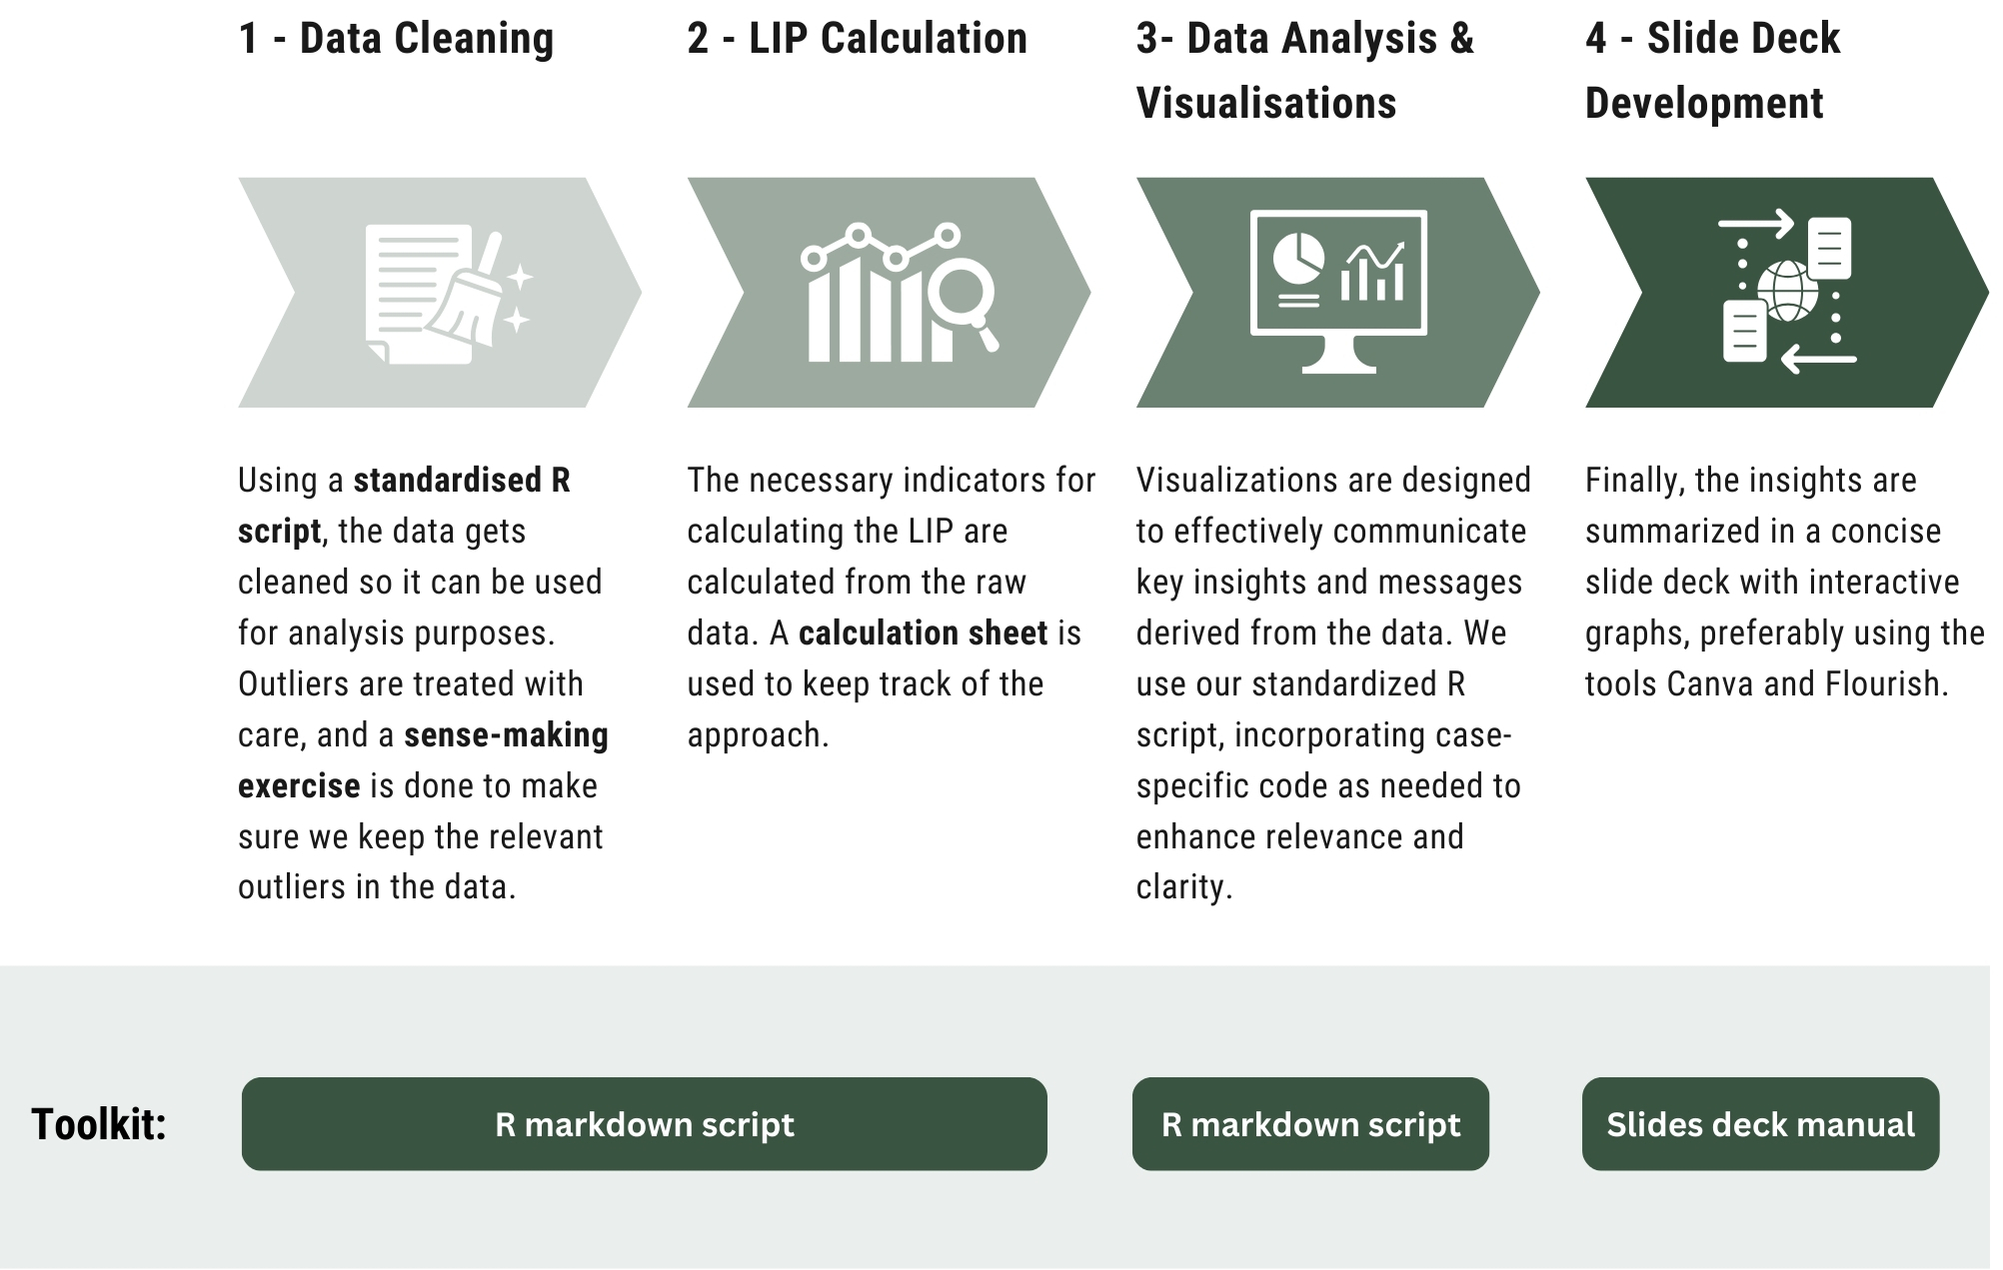 1 - Data Cleaning
Using a standardised R
script, the data gets
cleaned so it can be used
for analysis purposes.
Outliers are treated with
care, and a sense-making
exercise is done to make
sure we keep the relevant
outliers in the data.
2 - LIP Calculation
The necessary indicators for
calculating the LIP are
calculated from the raw
data. A calculation sheet is
used to keep track of the
approach.
3- Data Analysis &
Visualisations
Visualizations are designed
to effectively communicate
key insights and messages
derived from the data. We
use our standardized R
script, incorporating case-
specific code as needed to
enhance relevance and
clarity.
4 - Slide Deck
Development
Finally, the insights are
summarized in a concise
slide deck with interactive
graphs, preferably using the
tools Canva and Flourish.
Toolkit:
R markdown script
R markdown script
Slides deck manual